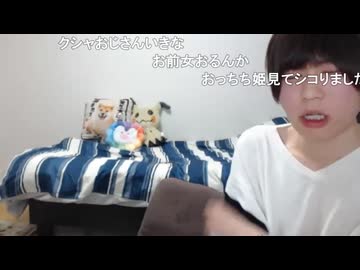 クシャおじさんいきな
お前女おるんか
おっちち姫見てシコりました